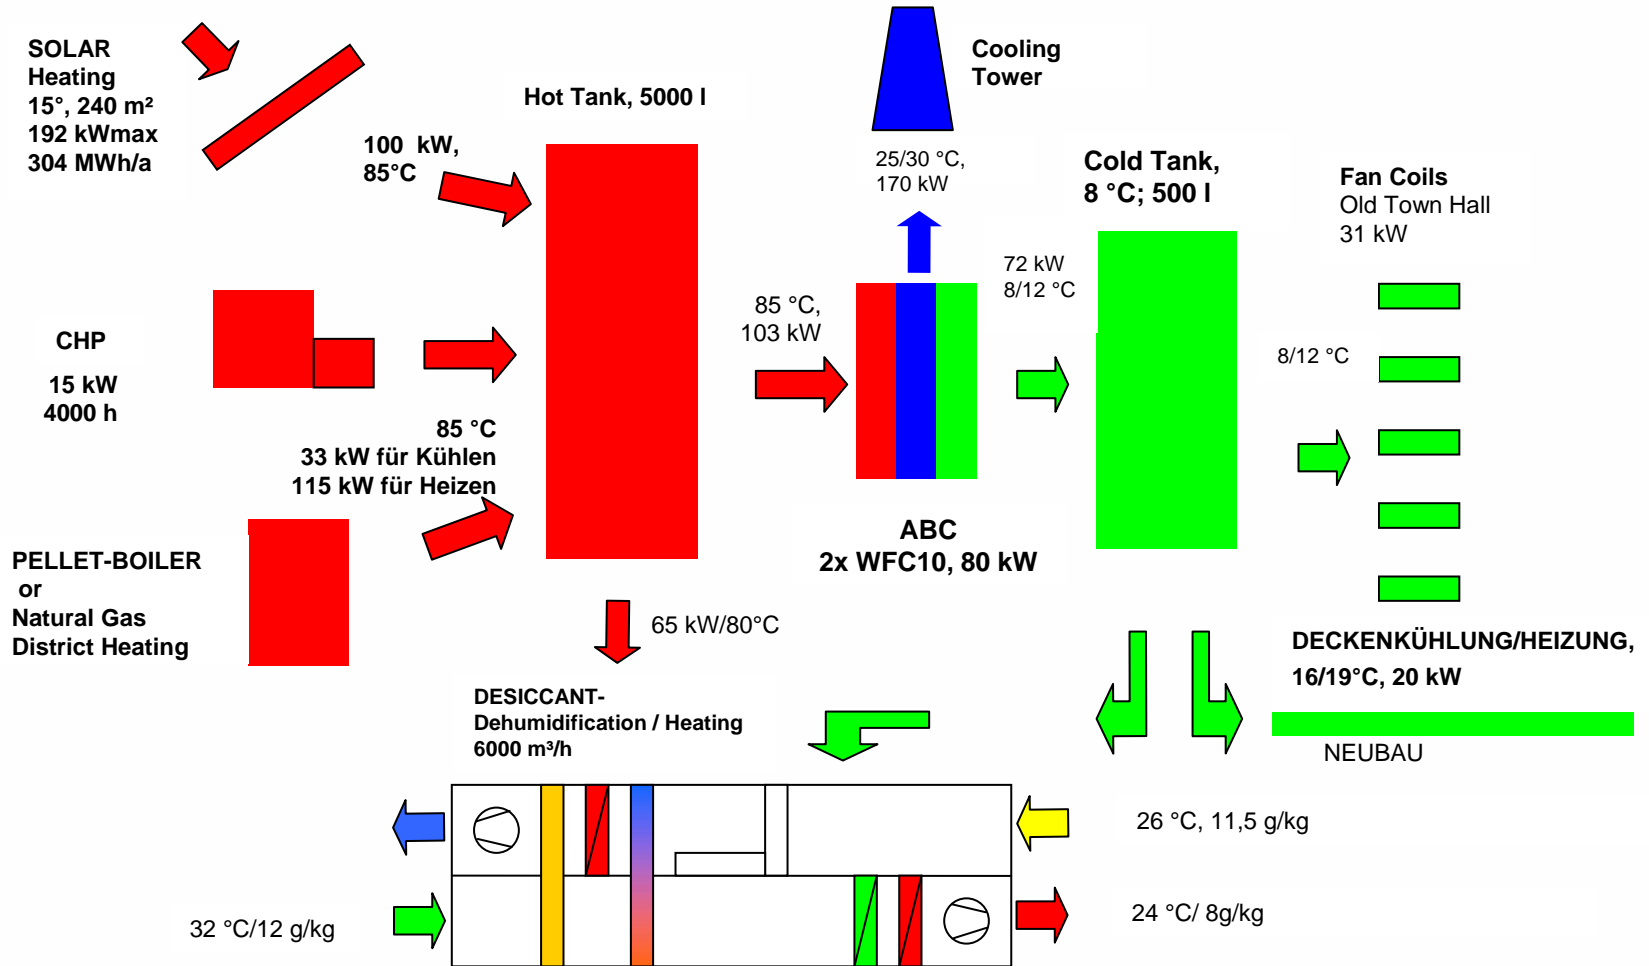 SOLAR
Heating
15°, 240 m²
192 kWmax
304 MWh/a
100 kW,
85°C
Hot Tank, 5000 l
Cooling
Tower
25/30 °C,
170 kW
Cold Tank,
8 °C; 500 l
Fan Coils
Old Town Hall
31 kW
72 kW
8/12 °C
85 °C,
103 kW
8/12 °C
CHP
15 kW
4000 h
85 °C
33 kW für Kühlen
115 kW für Heizen
ABC
2x WFC10, 80 kW
PELLET-BOILER
or
Natural Gas
District Heating
65 kW/80°C
DECKENKÜHLUNG/HEIZUNG,
16/19°C, 20 kW
NEUBAU
DESICCANT-
Dehumidification / Heating
6000 m³/h
26 °C, 11,5 g/kg
32 °C/12 g/kg
24 °C/ 8g/kg